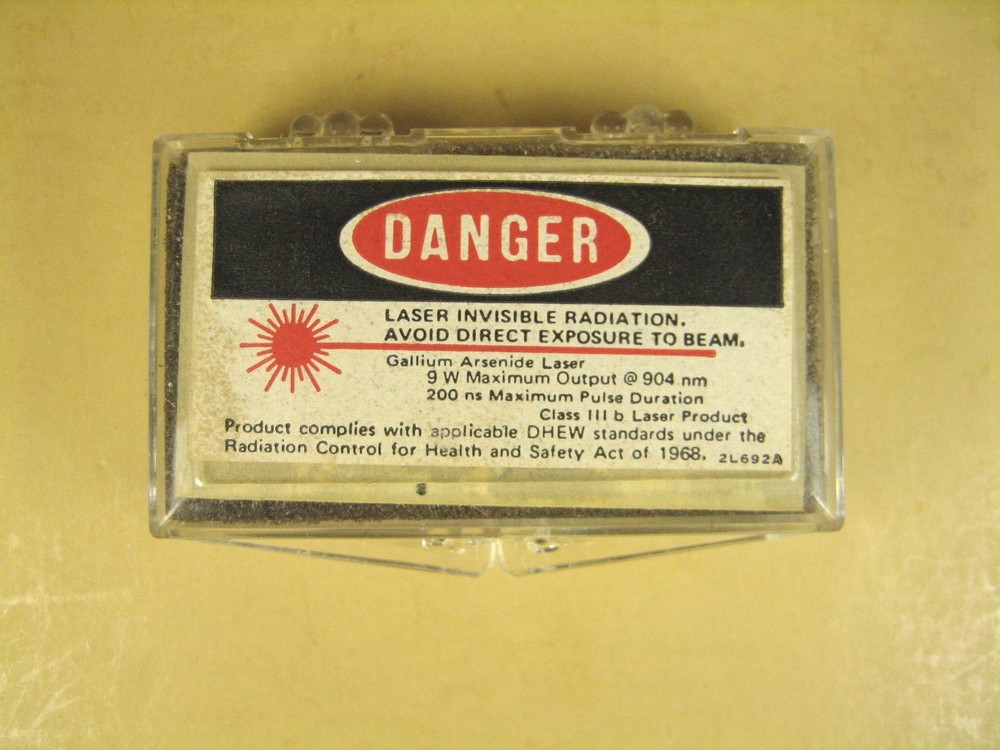 DANGER
LASER INVISIBLE RADIATION.
AVOID DIRECT EXPOSURE TO BEAM.
Gallium Arsenide Laser
9 W Maximum Output @ 904 nm
200 ns Maximum Pulse Duration
Class III b Laser Product
Product complies with applicable DHEW standards under the
Radiation Control for Health and Safety Act of 1968. 2L692A